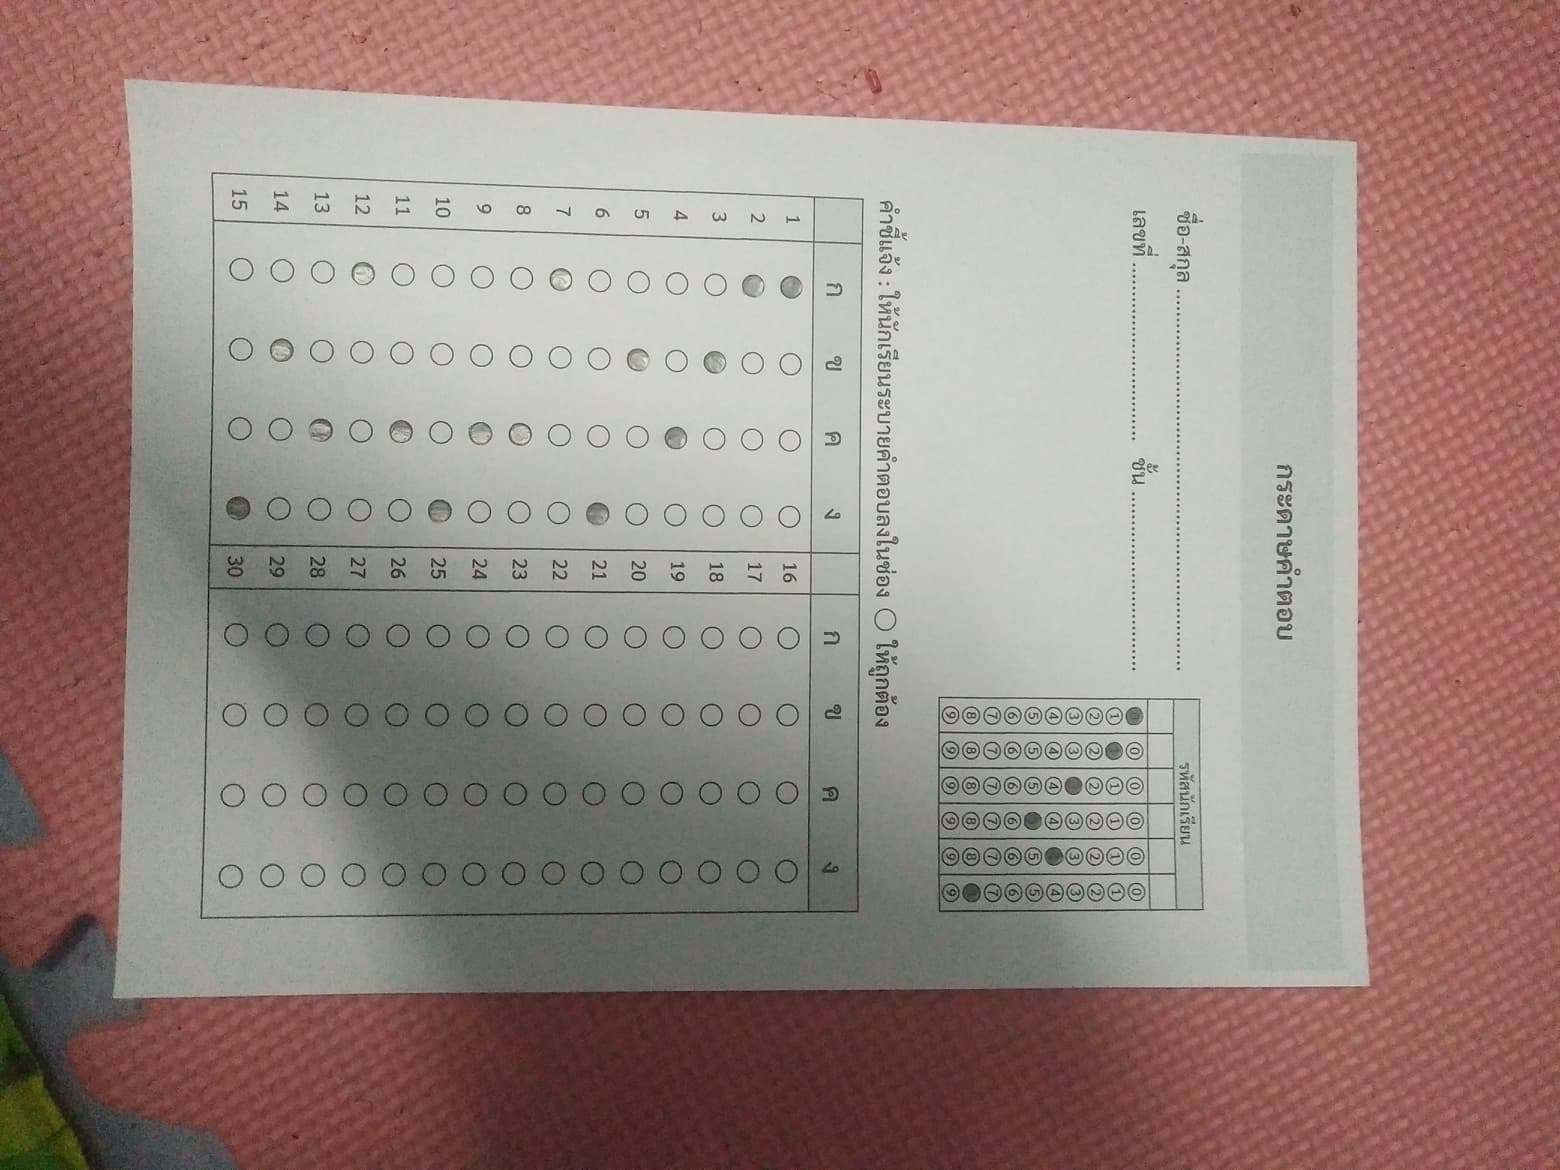 กระดาษคำตอบ
ชื่อ-สกุล
เลขที่ ชั้น
รหัสนักเรียน
0 0 0 0 0
1 1 1 1 1
2 2 2 2 2 2
3 3 3 3 3
4 4 4 4 4
5 5 5 5 5
6 6 6 6 6 6
7 7 7 7 7 7
8 8 8 8 8
9 9 9 9 9 9
คำชี้แจ้ง : ให้นักเรียนระบายคำตอบลงในช่อง ○ ให้ถูกต้อง
ก ข ค ง ก ข ค ง
1 16
2 17
3 18
4 19
5 20
6 21
7 22
8 23
9 24
10 25
11 26
12 27
13 28
14 29
15 30